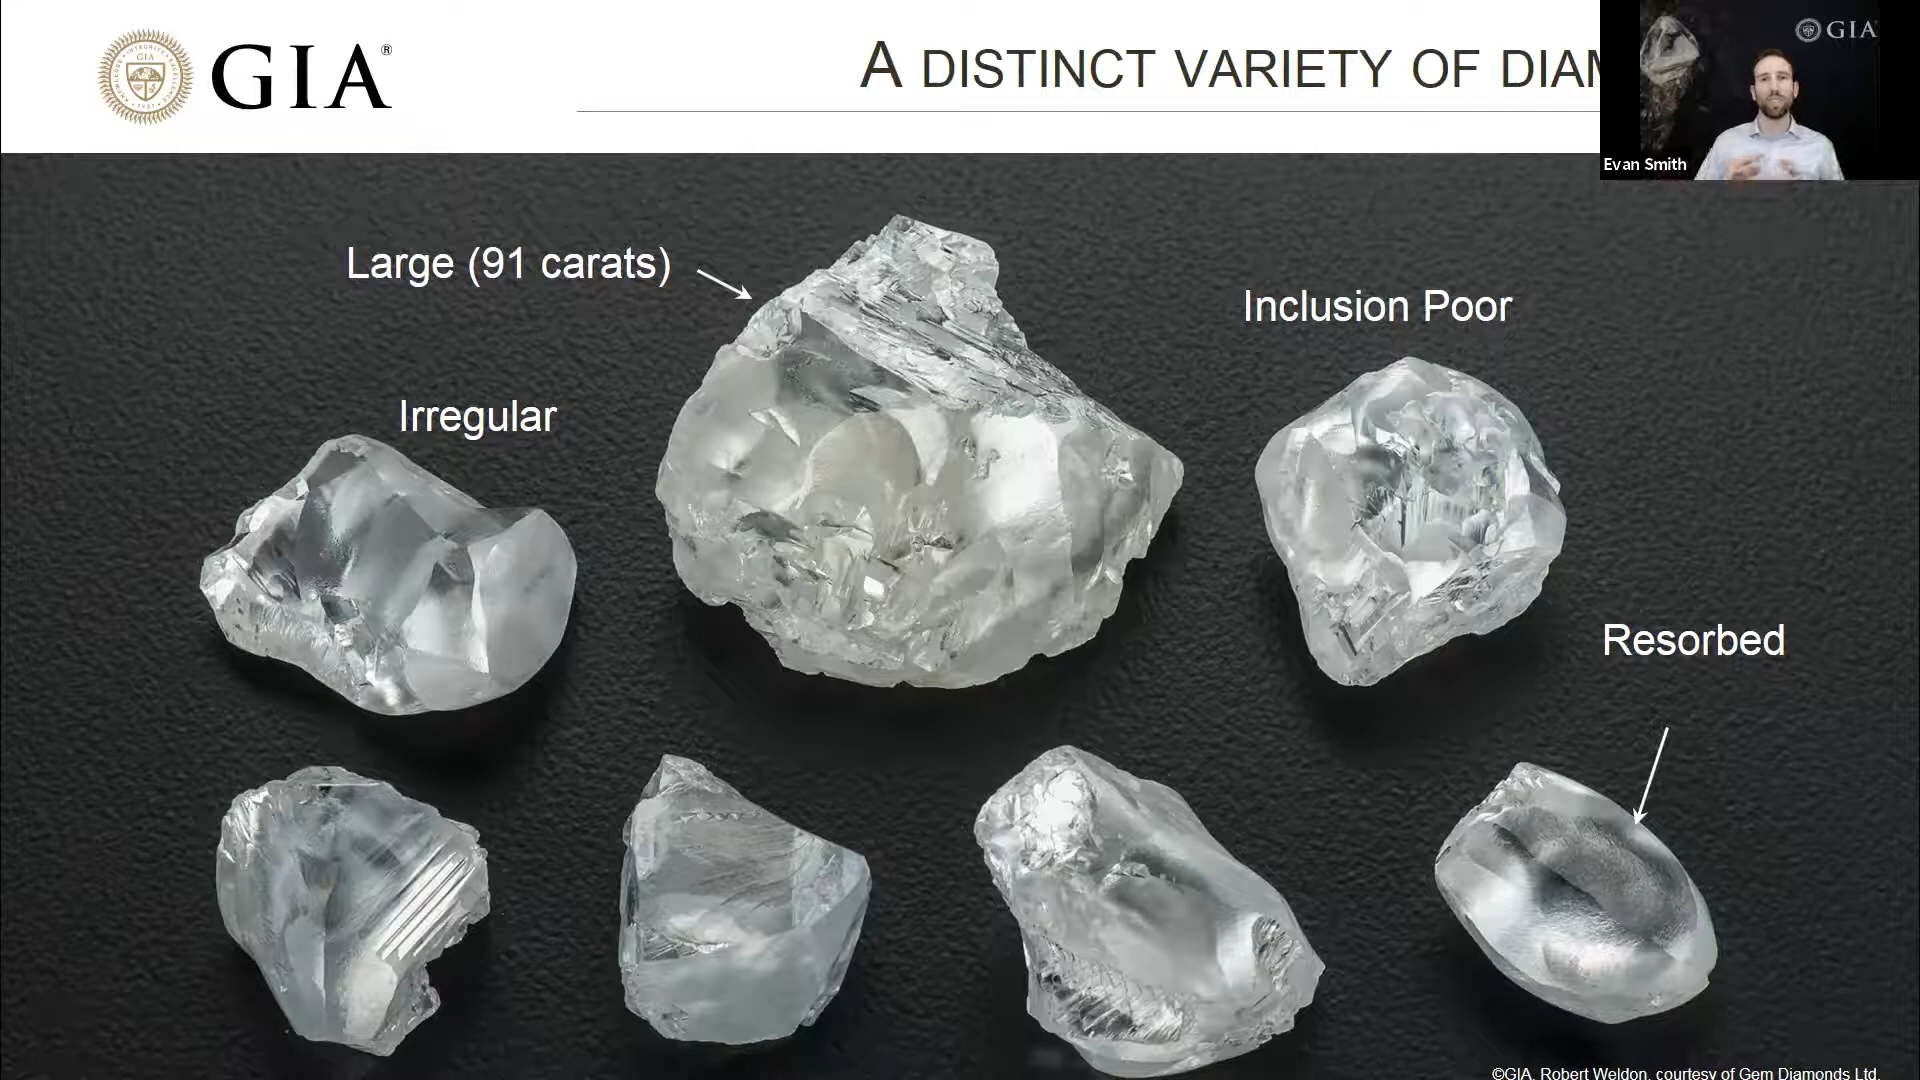 GIA®
A DISTINCT VARIETY OF DIAM
GIA
Evan Smith
Large (91 carats)
Inclusion Poor
Irregular
Resorbed
©GIA. Robert Weldon, courtesy of Gem Diamonds Ltd.